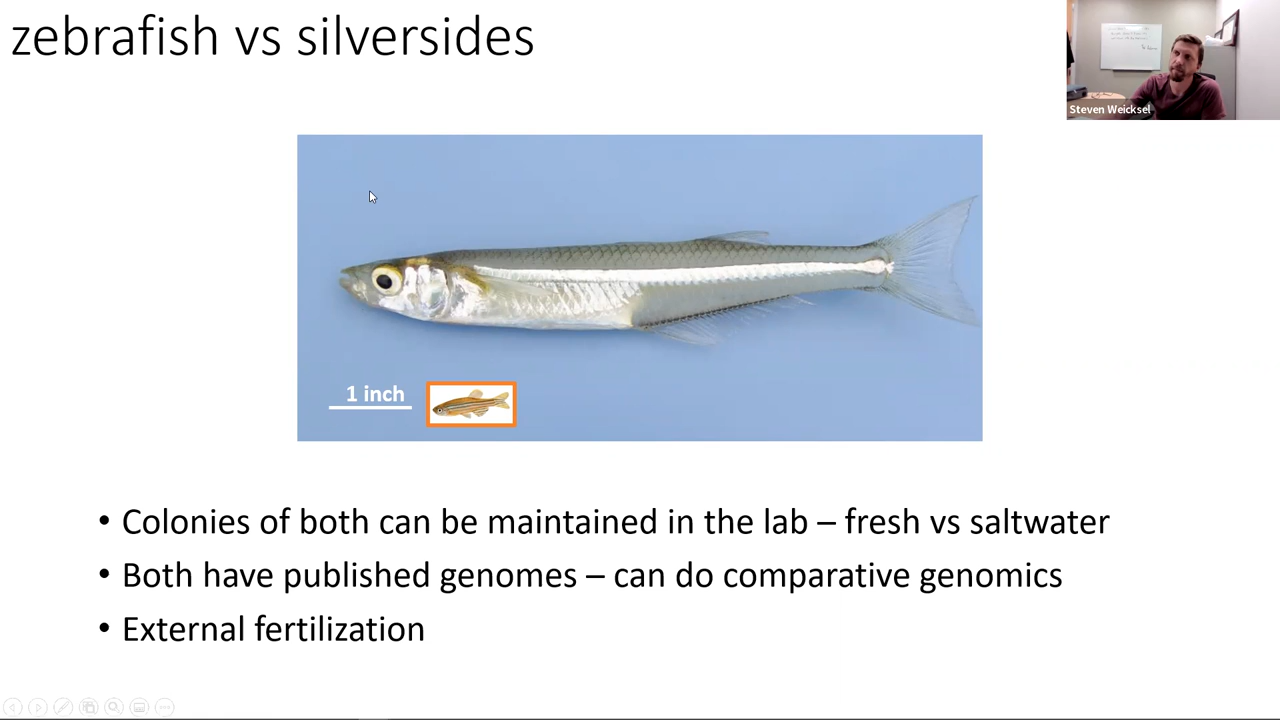 zebrafish vs silversides
Steven Weicksel
1 inch
• Colonies of both can be maintained in the lab – fresh vs saltwater
• Both have published genomes – can do comparative genomics
• External fertilization